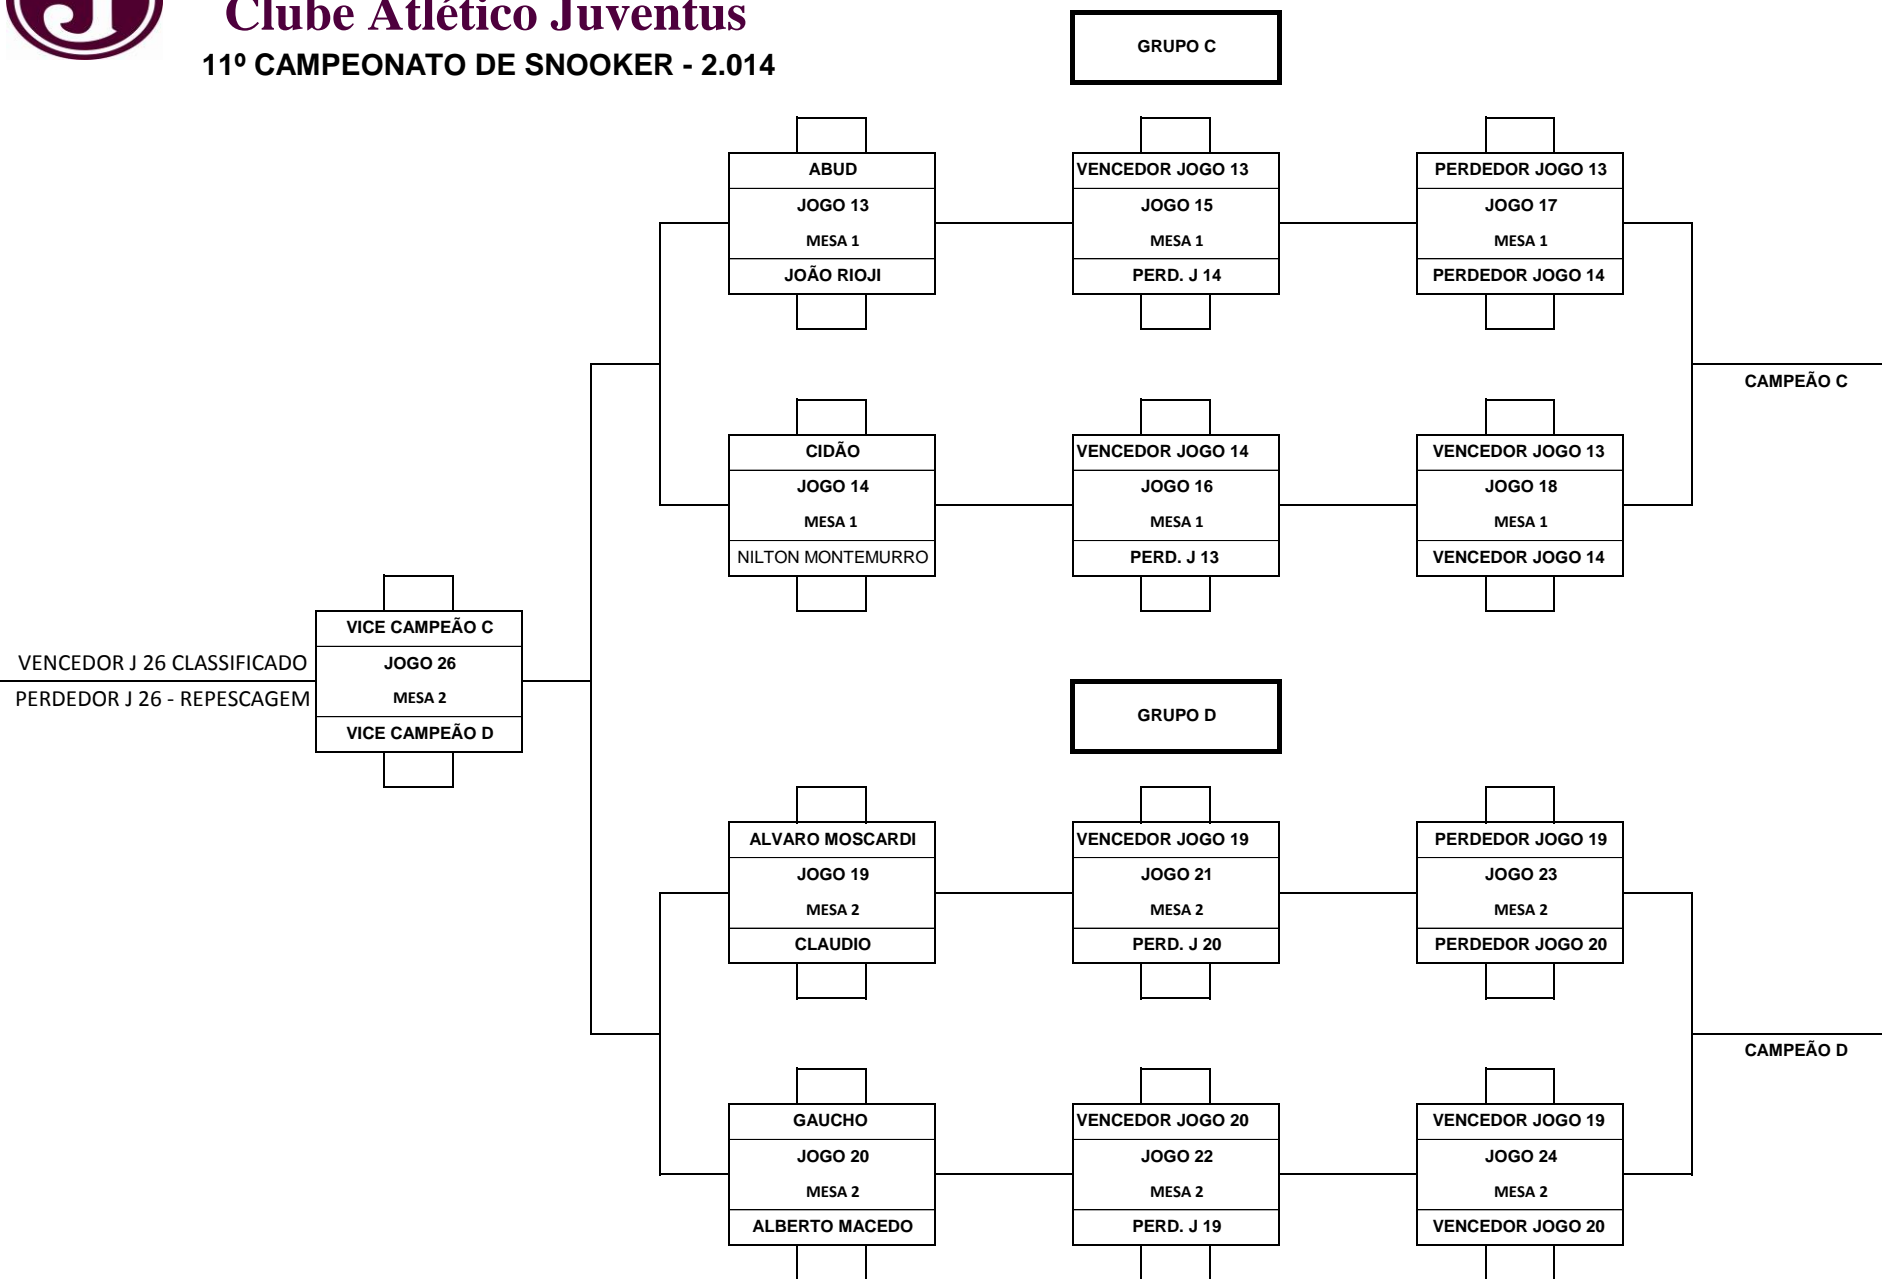 Clube Atlético Juventus
11º CAMPEONATO DE SNOOKER - 2.014
GRUPO C
ABUD
JOGO 13
MESA 1
JOÃO RIOJI
VENCEDOR JOGO 13
JOGO 15
MESA 1
PERD. J 14
PERDEDOR JOGO 13
JOGO 17
MESA 1
PERDEDOR JOGO 14
CAMPEÃO C
CIDÃO
JOGO 14
MESA 1
NILTON MONTEMURRO
VENCEDOR JOGO 14
JOGO 16
MESA 1
PERD. J 13
VENCEDOR JOGO 13
JOGO 18
MESA 1
VENCEDOR JOGO 14
VENCEDOR J 26 CLASSIFICADO
PERDEDOR J 26 - REPESCAGEM
VICE CAMPEÃO C
JOGO 26
MESA 2
VICE CAMPEÃO D
GRUPO D
ALVARO MOSCARDI
JOGO 19
MESA 2
CLAUDIO
VENCEDOR JOGO 19
JOGO 21
MESA 2
PERD. J 20
PERDEDOR JOGO 19
JOGO 23
MESA 2
PERDEDOR JOGO 20
CAMPEÃO D
GAUCHO
JOGO 20
MESA 2
ALBERTO MACEDO
VENCEDOR JOGO 20
JOGO 22
MESA 2
PERD. J 19
VENCEDOR JOGO 19
JOGO 24
MESA 2
VENCEDOR JOGO 20